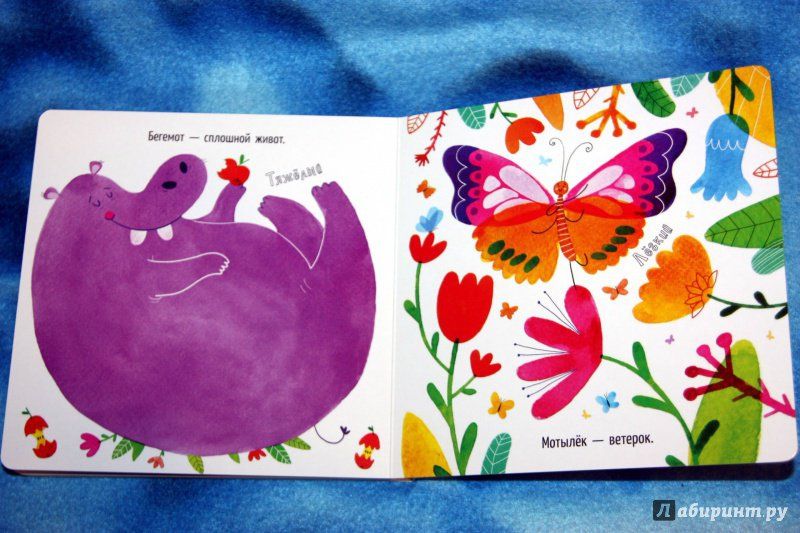 Бегемот — сплошной живот.
Тяжёлый
Лёгкий
Мотылёк — ветерок.
Лабиринт.ру